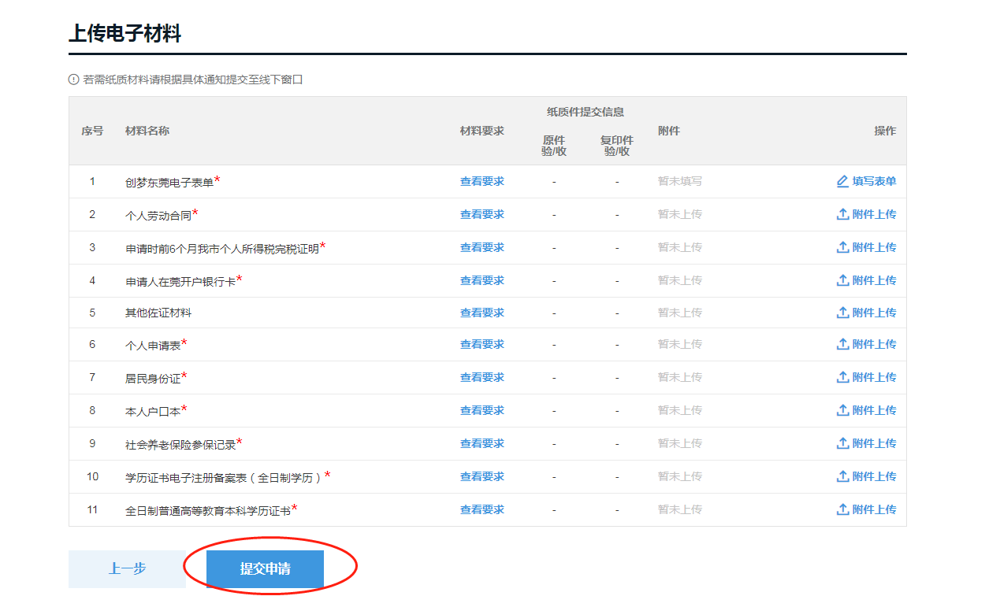 上传电子材料
若需纸质材料请根据具体通知提交至线下窗口
序号 材料名称 材料要求 纸质件提交信息 附件 操作
原件 复印件
验/收 验/收
1 创梦东莞电子表单* 查看要求 - - 暂未填写 填写表单
2 个人劳动合同* 查看要求 - - 暂未上传 附件上传
3 申请时前6个月我市个人所得税完税证明* 查看要求 - - 暂未上传 附件上传
4 申请人在莞开户银行卡* 查看要求 - - 暂未上传 附件上传
5 其他佐证材料 查看要求 - - 暂未上传 附件上传
6 个人申请表* 查看要求 - - 暂未上传 附件上传
7 居民身份证* 查看要求 - - 暂未上传 附件上传
8 本人户口本* 查看要求 - - 暂未上传 附件上传
9 社会养老保险参保记录* 查看要求 - - 暂未上传 附件上传
10 学历证书电子注册备案表（全日制学历）* 查看要求 - - 暂未上传 附件上传
11 全日制普通高等教育本科学历证书* 查看要求 - - 暂未上传 附件上传
上一步 提交申请